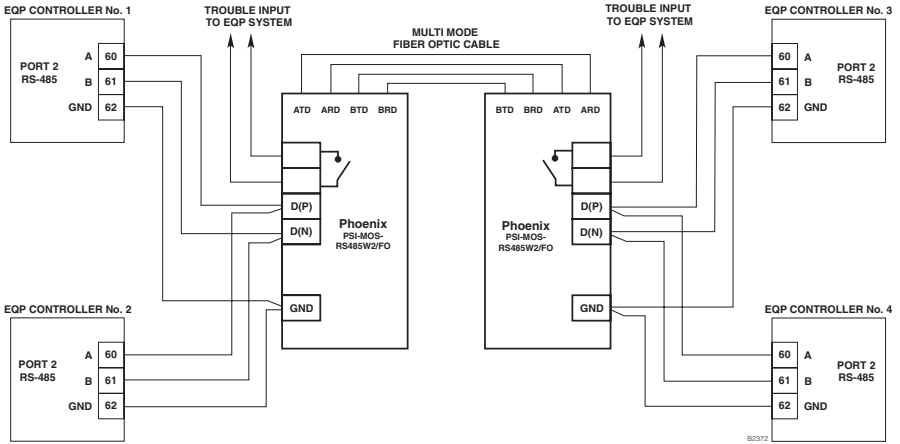 EQP CONTROLLER No. 1
PORT 2
RS-485
A 60
B 61
GND 62
TROUBLE INPUT
TO EQP SYSTEM
MULTI MODE
FIBER OPTIC CABLE
TROUBLE INPUT
TO EQP SYSTEM
EQP CONTROLLER No. 3
60 A
61 B
62 GND
PORT 2
RS-485
ATD ARD BTD BRD
D(P)
D(N)
GND
Phoenix
PSI-MOS-
RS485W2/FO
BTD BRD ATD ARD
Phoenix
PSI-MOS-
RS485W2/FO
D(P)
D(N)
GND
EQP CONTROLLER No. 2
PORT 2
RS-485
A 60
B 61
GND 62
EQP CONTROLLER No. 4
60 A
61 B
62 GND
PORT 2
RS-485
B2372